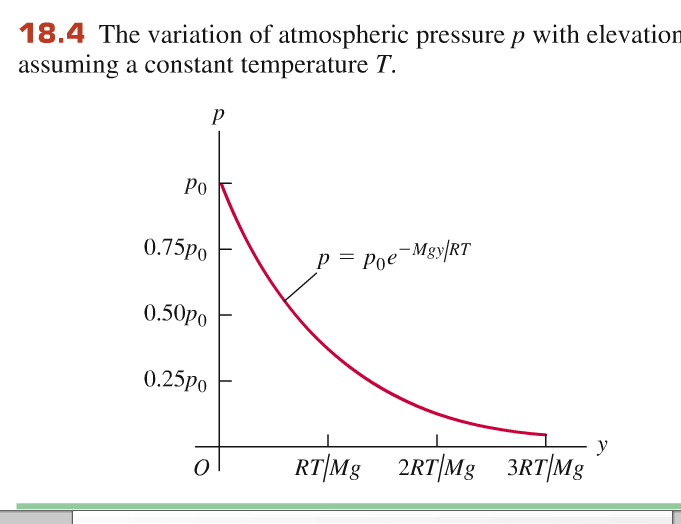 18.4 The variation of atmospheric pressure p with elevation
assuming a constant temperature T.
p
p₀
0.75p₀
p = p₀e^−Mgy/RT
0.50p₀
0.25p₀
y
O
RT/Mg
2RT/Mg
3RT/Mg